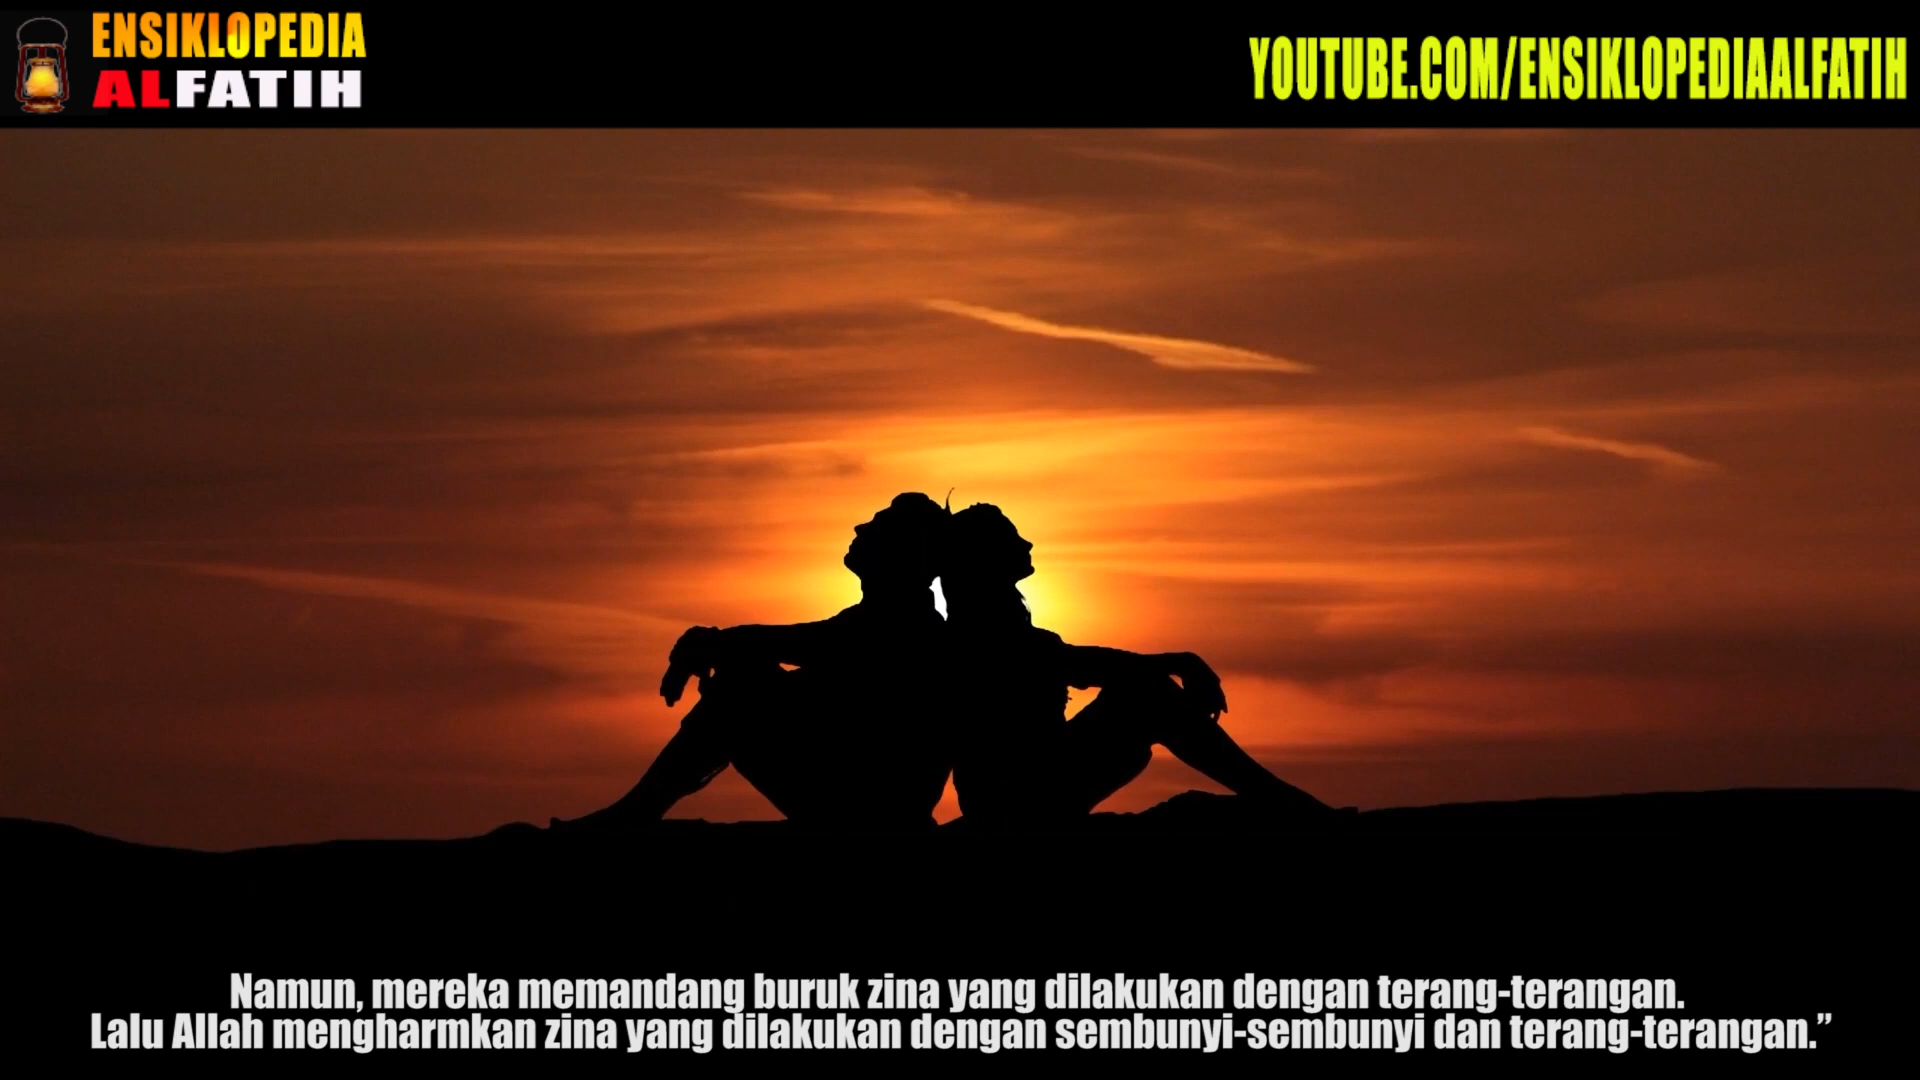 ENSIKLOPEDIA
ALFATIH
YOUTUBE.COM/ENSIKLOPEDIAALFATIH
Namun, mereka memandang buruk zina yang dilakukan dengan terang-terangan.
Lalu Allah mengharmkan zina yang dilakukan dengan sembunyi-sembunyi dan terang-terangan.”